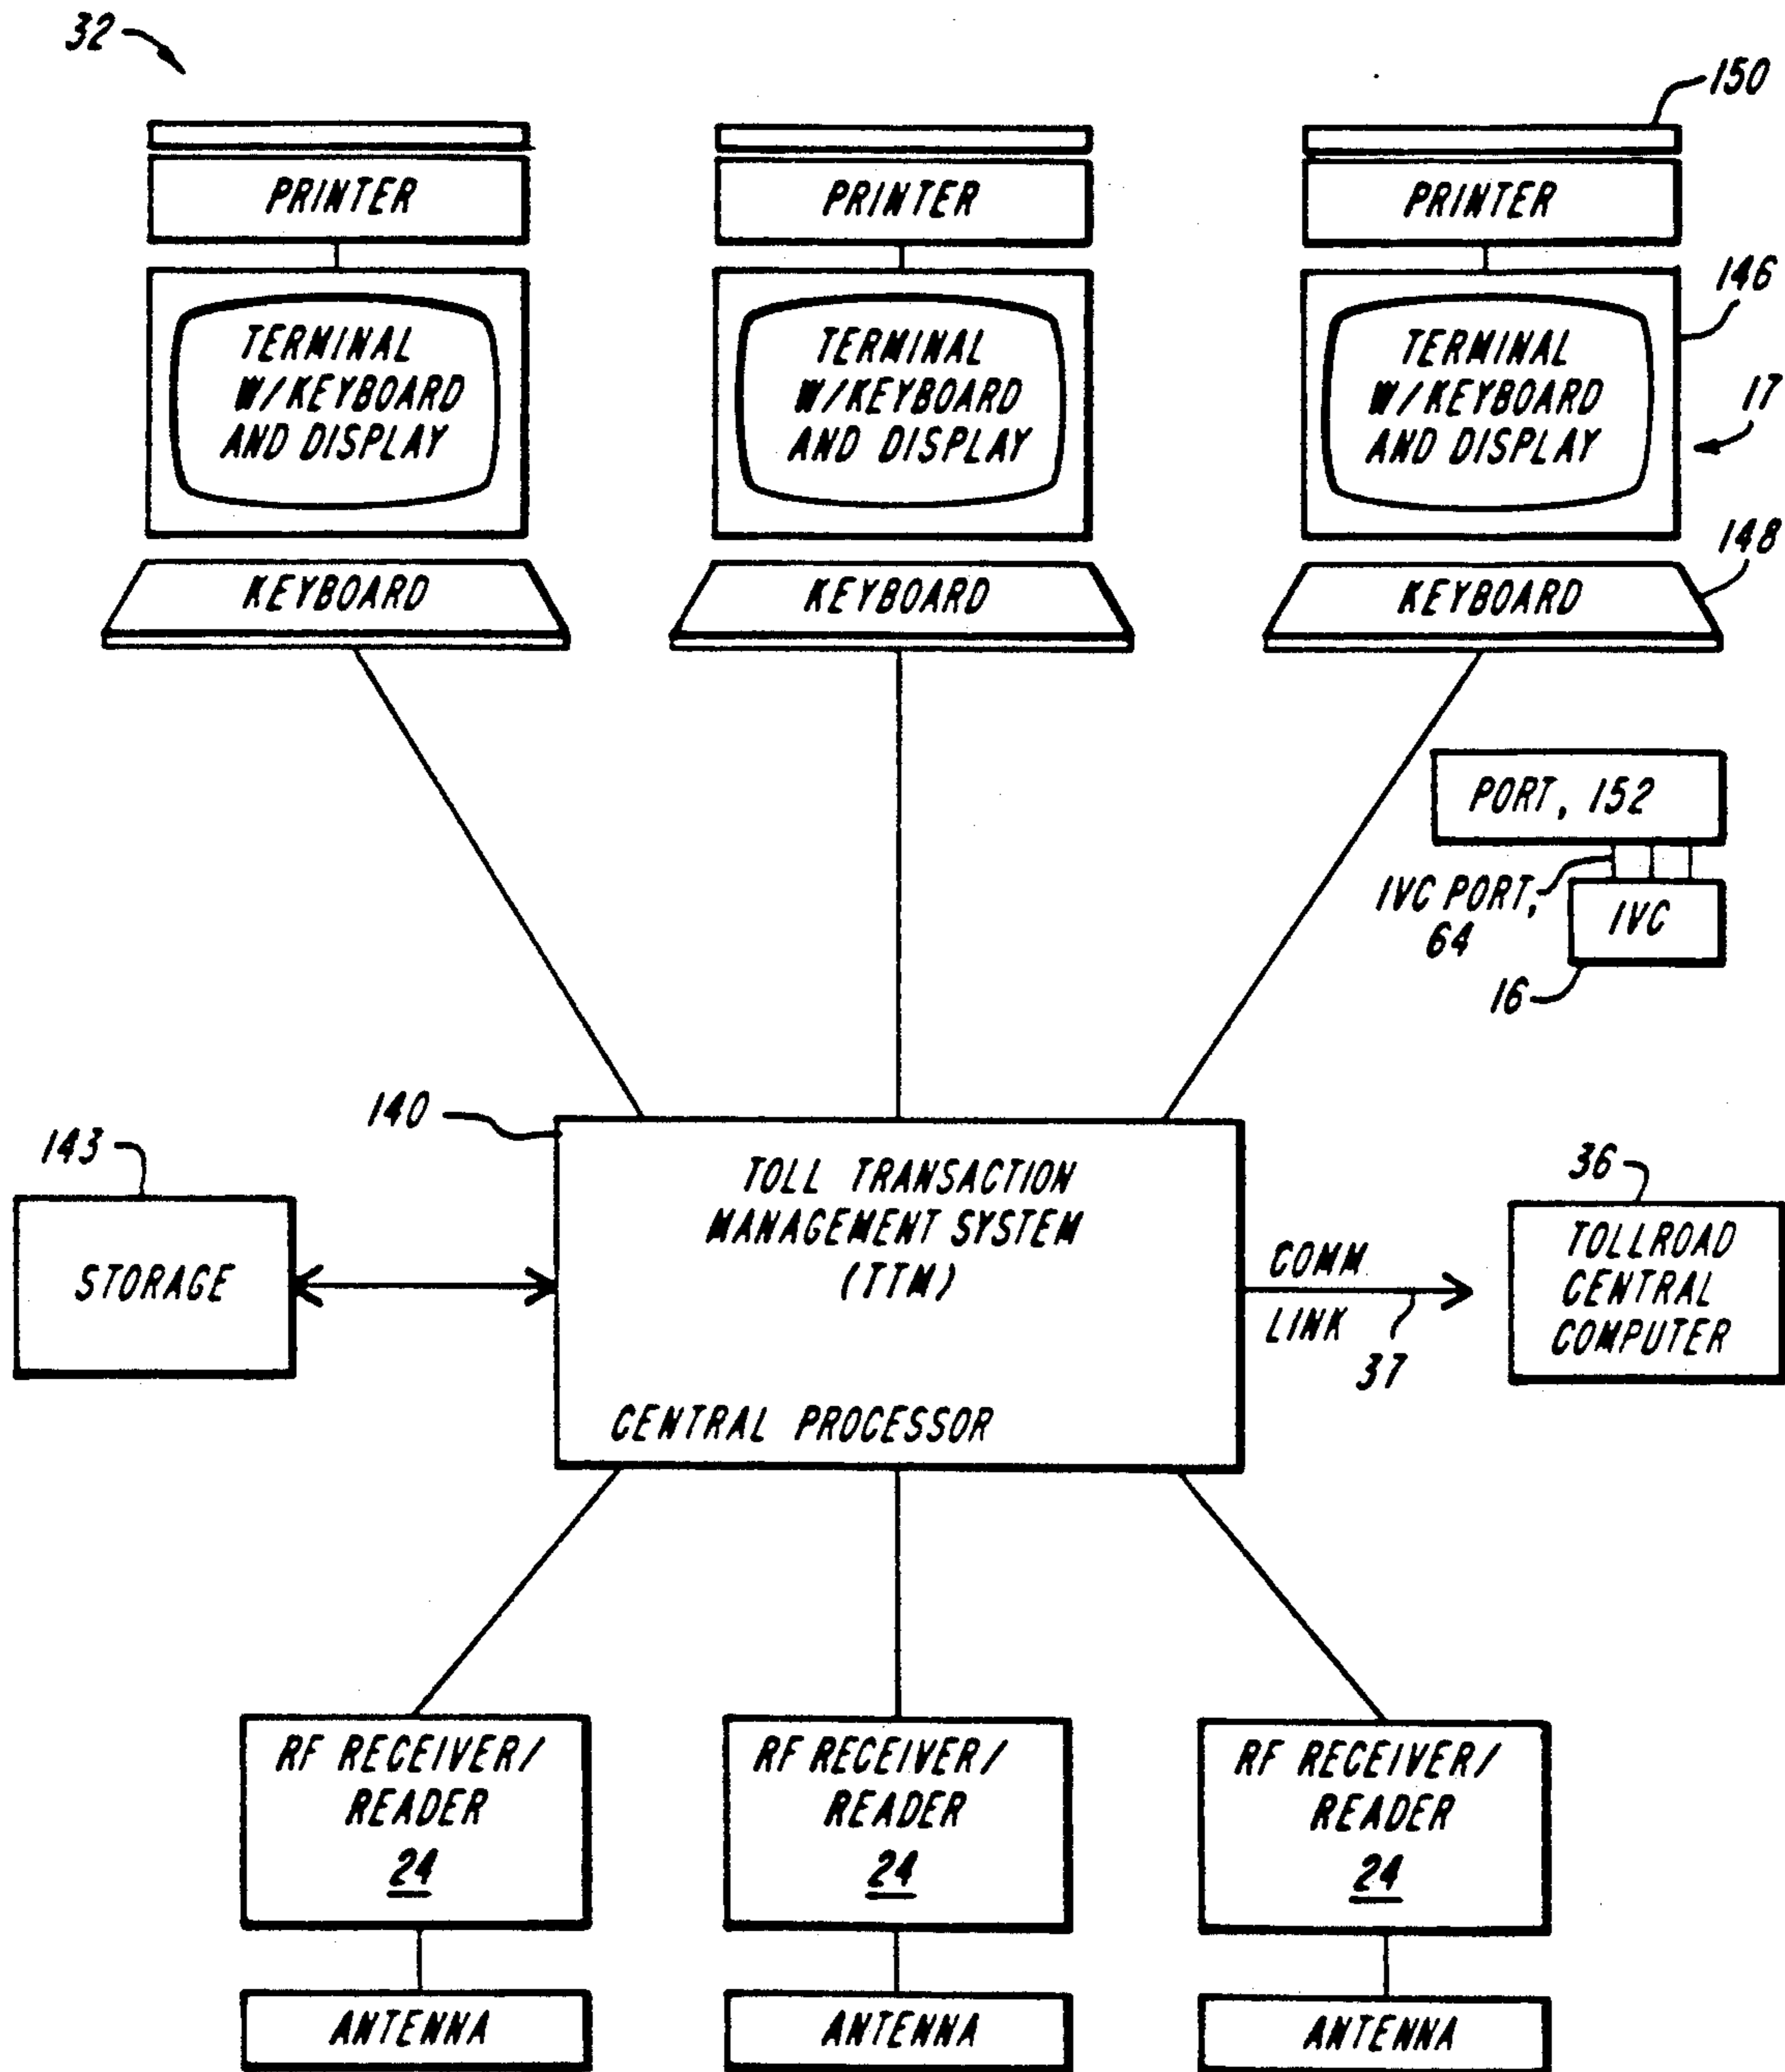 32
150
PRINTER
PRINTER
PRINTER
146
TERMINAL
W/KEYBOARD
AND DISPLAY
TERMINAL
W/KEYBOARD
AND DISPLAY
TERMINAL
W/KEYBOARD
AND DISPLAY
17
148
KEYBOARD
KEYBOARD
KEYBOARD
PORT, 152
IVC PORT,
64
IVC
16
140
143
STORAGE
TOLL TRANSACTION
MANAGEMENT SYSTEM
(TTM)
CENTRAL PROCESSOR
COMM
LINK
37
36
TOLLROAD
CENTRAL
COMPUTER
RF RECEIVER/
READER
24
RF RECEIVER/
READER
24
RF RECEIVER/
READER
24
ANTENNA
ANTENNA
ANTENNA